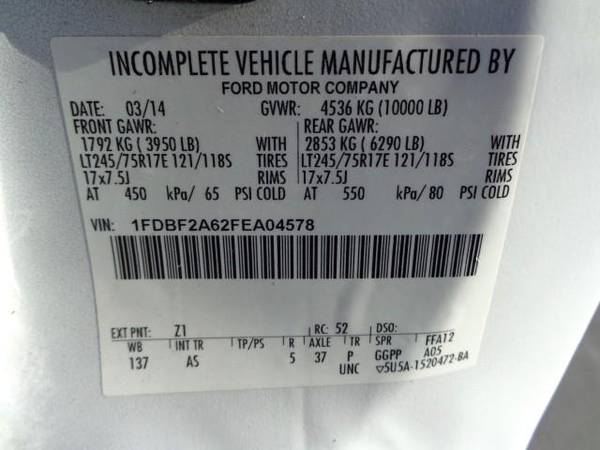 INCOMPLETE VEHICLE MANUFACTURED BY
FORD MOTOR COMPANY
DATE: 03/14 GVWR: 4536 KG (10000 LB)
FRONT GAWR: REAR GAWR:
1792 KG ( 3950 LB) WITH 2853 KG ( 6290 LB) WITH
LT245/75R17E 121/118S TIRES LT245/75R17E 121/118S TIRES
17x7.5J RIMS 17x7.5J RIMS
AT 450 kPa/ 65 PSI COLD AT 550 kPa/ 80 PSI COLD
VIN: 1FDBF2A62FEA04578
EXT PNT: Z1 RC: 52 DSO:
WB INT TR TP/PS R AXLE TR SPR FFA12
137 AS 5 37 P GGPP A05
UNC ▽5U5A-1520472-BA